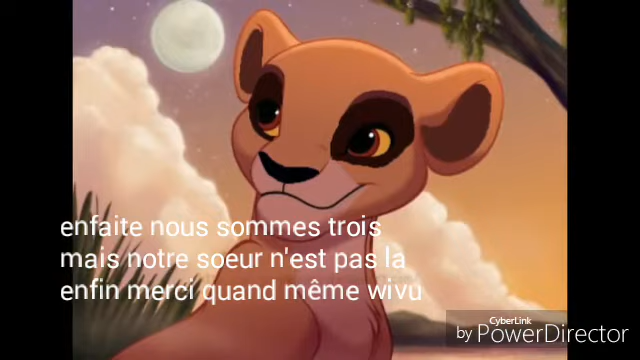 enfaite nous sommes trois
mais notre soeur n'est pas la
enfin merci quand même wivu
CyberLink
by PowerDirector